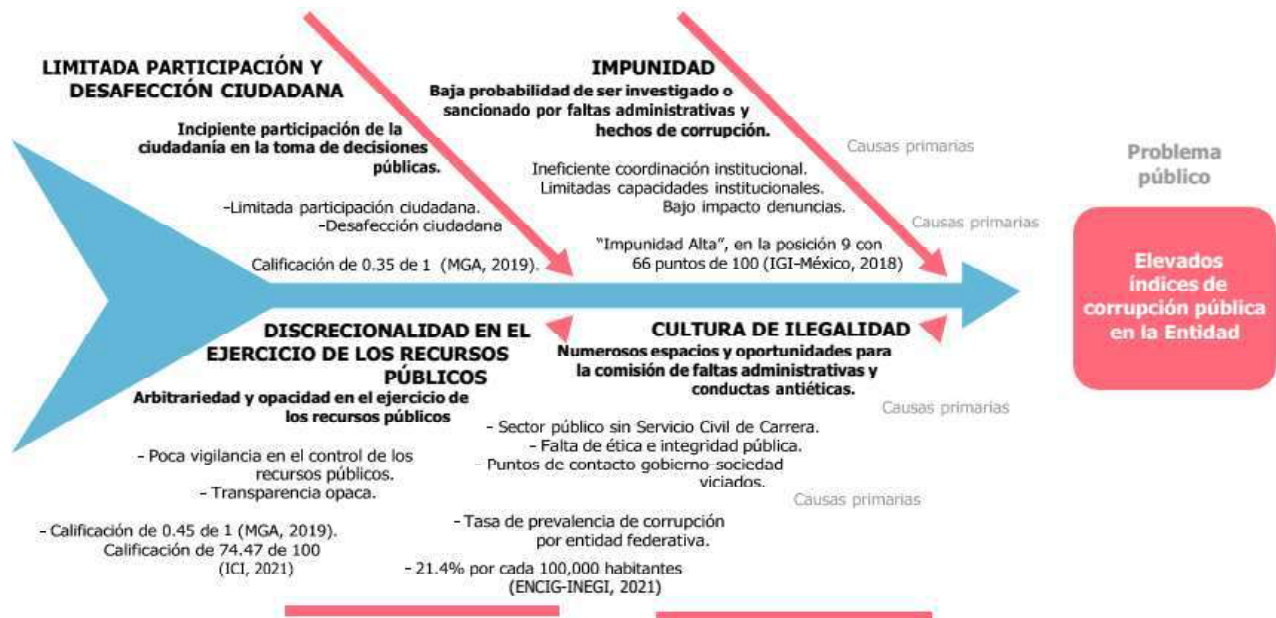 LIMITADA PARTICIPACIÓN Y
DESAFECCIÓN CIUDADANA
Incipiente participación de la
ciudadanía en la toma de decisiones
públicas.
-Limitada participación ciudadana.
-Desafección ciudadana
Calificación de 0.35 de 1 (MGA, 2019).
IMPUNIDAD
Baja probabilidad de ser investigado o
sancionado por faltas administrativas y
hechos de corrupción.
Ineficiente coordinación institucional.
Limitadas capacidades institucionales.
Bajo impacto denuncias.
"Impunidad Alta", en la posición 9 con
66 puntos de 100 (IGI-México, 2018)
Causas primarias
Causas primarias
Problema
público
Elevados
índices de
corrupción pública
en la Entidad
DISCRECIONALIDAD EN EL
EJERCICIO DE LOS RECURSOS
PÚBLICOS
Arbitrariedad y opacidad en el ejercicio de
los recursos públicos
- Poca vigilancia en el control de los
recursos públicos.
- Transparencia opaca.
- Calificación de 0.45 de 1 (MGA, 2019).
Calificación de 74.47 de 100
(ICI, 2021)
CULTURA DE ILEGALIDAD
Numerosos espacios y oportunidades para
la comisión de faltas administrativas y
conductas antiéticas.
- Sector público sin Servicio Civil de Carrera.
- Falta de ética e integridad pública.
-Puntos de contacto gobierno sociedad
viciados.
- Tasa de prevalencia de corrupción
por entidad federativa.
- 21.4% por cada 100,000 habitantes
(ENCIG-INEGI, 2021)
Causas primarias
Causas primarias